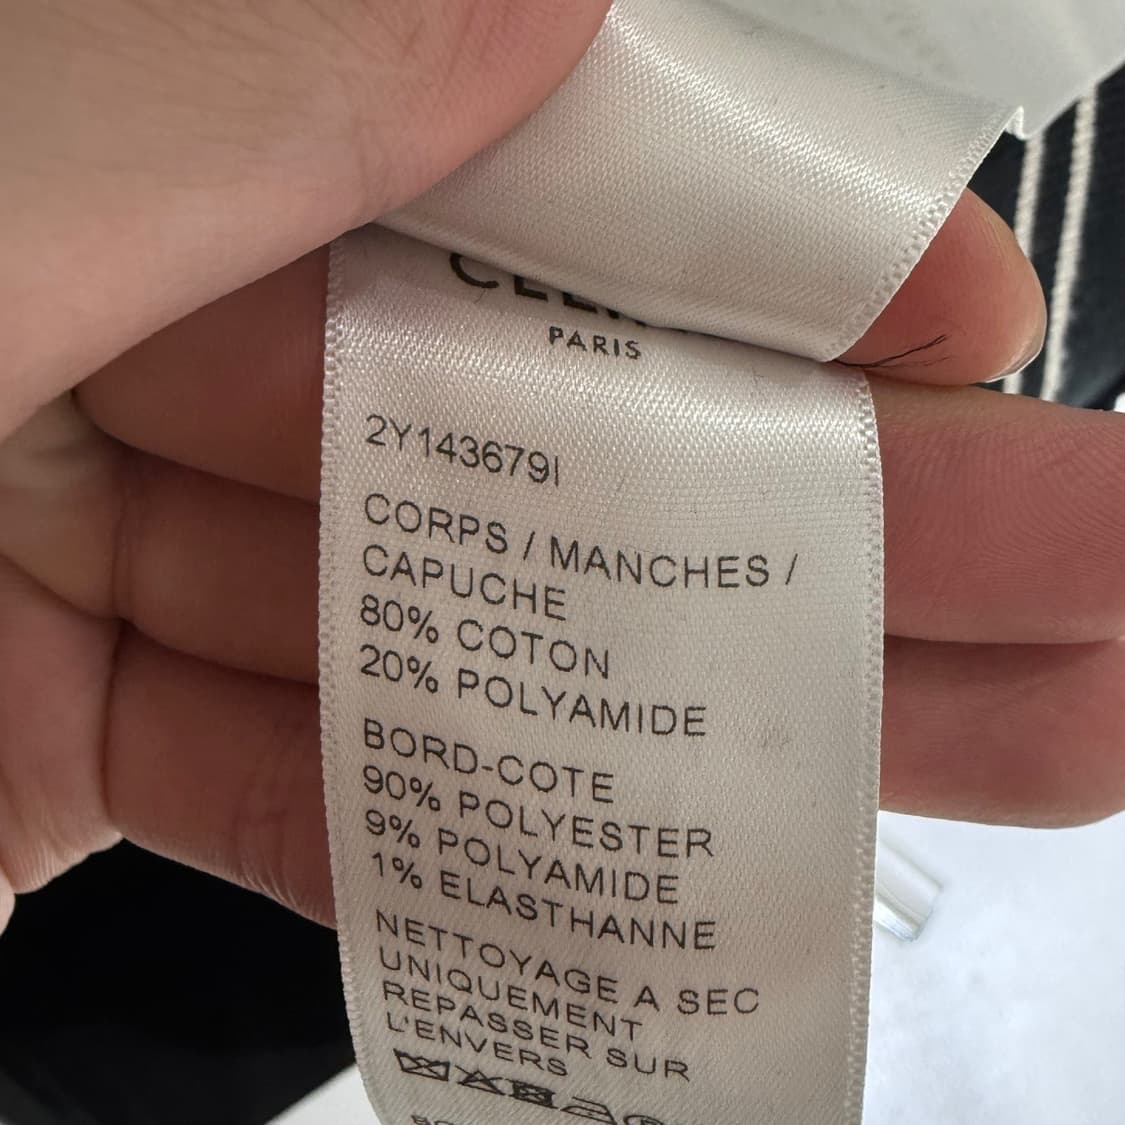 PARIS
2Y143679I
CORPS / MANCHES /
CAPUCHE
80% COTON
20% POLYAMIDE
BORD-COTE
90% POLYESTER
9% POLYAMIDE
1% ELASTHANNE
NETTOYAGE A SEC
UNIQUEMENT
REPASSER SUR
L'ENVERS